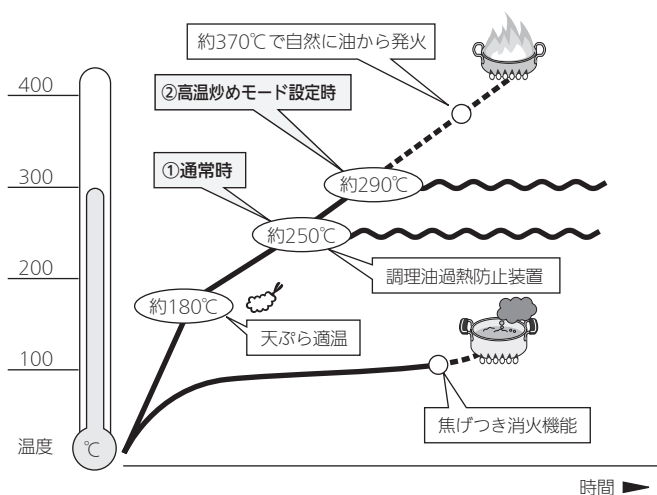 約370℃で自然に油から発火
400
②高温炒めモード設定時
①通常時
300
約290℃
約250℃
200
調理油過熱防止装置
約180℃
天ぷら適温
100
焦げつき消火機能
温度
℃
時間